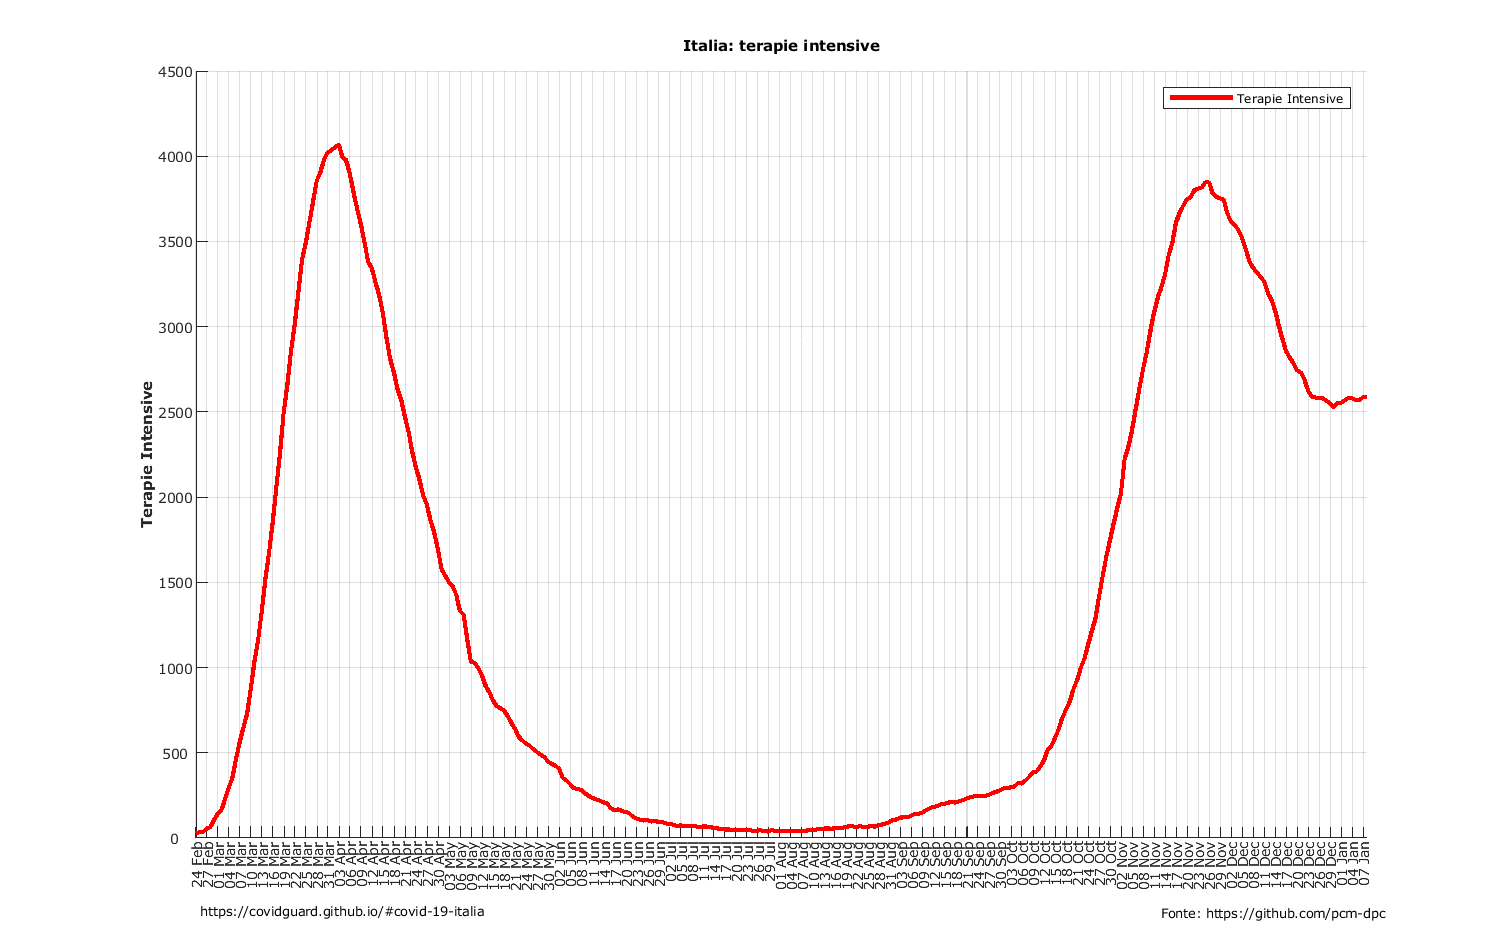 Italia: terapie intensive
Terapie Intensive
4500
4000
3500
3000
2500
2000
1500
1000
500
0
Terapie Intensive
24 Feb
27 Feb
01 Mar
04 Mar
07 Mar
10 Mar
13 Mar
16 Mar
19 Mar
22 Mar
25 Mar
28 Mar
31 Mar
03 Apr
06 Apr
09 Apr
12 Apr
15 Apr
18 Apr
21 Apr
24 Apr
27 Apr
30 Apr
03 May
06 May
09 May
12 May
15 May
18 May
21 May
24 May
27 May
30 May
02 Jun
05 Jun
08 Jun
11 Jun
14 Jun
17 Jun
20 Jun
23 Jun
26 Jun
29 Jun
02 Jul
05 Jul
08 Jul
11 Jul
14 Jul
17 Jul
20 Jul
23 Jul
26 Jul
29 Jul
01 Aug
04 Aug
07 Aug
10 Aug
13 Aug
16 Aug
19 Aug
22 Aug
25 Aug
28 Aug
31 Aug
03 Sep
06 Sep
09 Sep
12 Sep
15 Sep
18 Sep
21 Sep
24 Sep
27 Sep
30 Sep
03 Oct
06 Oct
09 Oct
12 Oct
15 Oct
18 Oct
21 Oct
24 Oct
27 Oct
30 Oct
02 Nov
05 Nov
08 Nov
11 Nov
14 Nov
17 Nov
20 Nov
23 Nov
26 Nov
29 Nov
02 Dec
05 Dec
08 Dec
11 Dec
14 Dec
17 Dec
20 Dec
23 Dec
26 Dec
29 Dec
01 Jan
04 Jan
07 Jan
https://covidguard.github.io/#covid-19-italia
Fonte: https://github.com/pcm-dpc